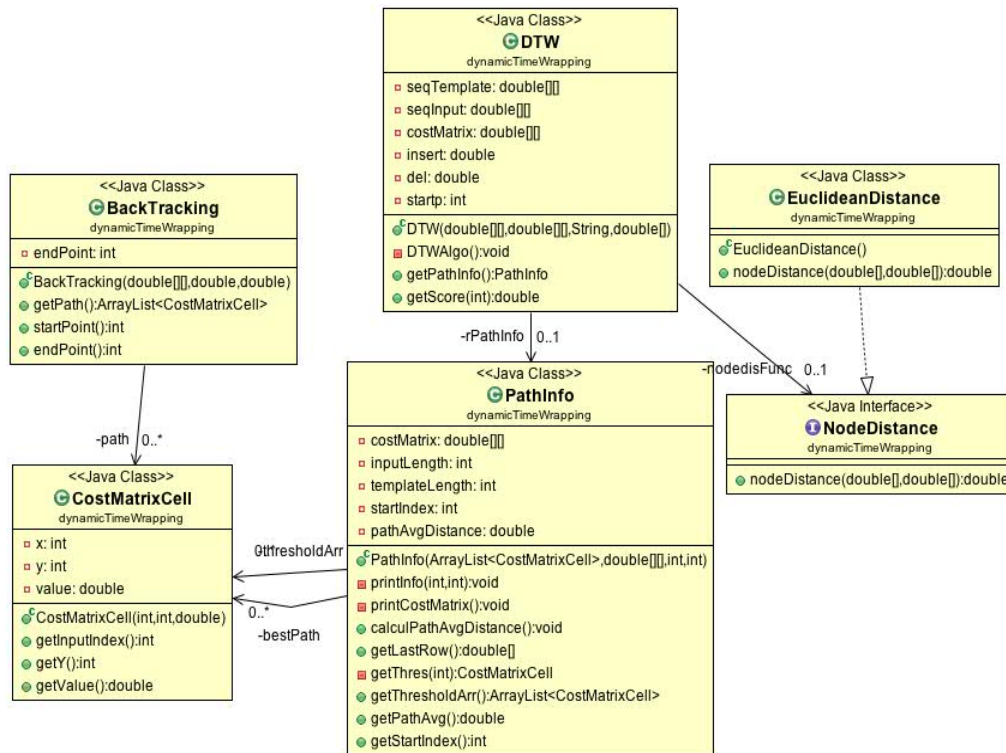 <<Java Class>>
DTW
dynamicTimeWrapping
seqTemplate: double[][]
seqInput: double[][]
costMatrix: double[][]
insert: double
del: double
startp: int
DTW(double[][],double[][],String,double[])
DTWAlgo():void
getPathInfo():PathInfo
getScore(int):double
<<Java Class>>
EuclideanDistance
dynamicTimeWrapping
EuclideanDistance()
nodeDistance(double[],double[]):double
<<Java Class>>
BackTracking
dynamicTimeWrapping
endPoint: int
BackTracking(double[][],double,double)
getPath():ArrayList<CostMatrixCell>
startPoint():int
endPoint():int
-rPathInfo 0..1
-nodedisFunc 0..1
<<Java Class>>
PathInfo
dynamicTimeWrapping
costMatrix: double[][]
inputLength: int
templateLength: int
startIndex: int
pathAvgDistance: double
PathInfo(ArrayList<CostMatrixCell>,double[][],int,int)
printInfo(int,int):void
printCostMatrix():void
calculPathAvgDistance():void
getLastRow():double[]
getThres(int):CostMatrixCell
getThresholdArr():ArrayList<CostMatrixCell>
getPathAvg():double
getStartIndex():int
<<Java Interface>>
NodeDistance
dynamicTimeWrapping
nodeDistance(double[],double[]):double
-path 0..*
<<Java Class>>
CostMatrixCell
dynamicTimeWrapping
x: int
y: int
value: double
CostMatrixCell(int,int,double)
getInputIndex():int
getY():int
getValue():double
0..*
-bestPath